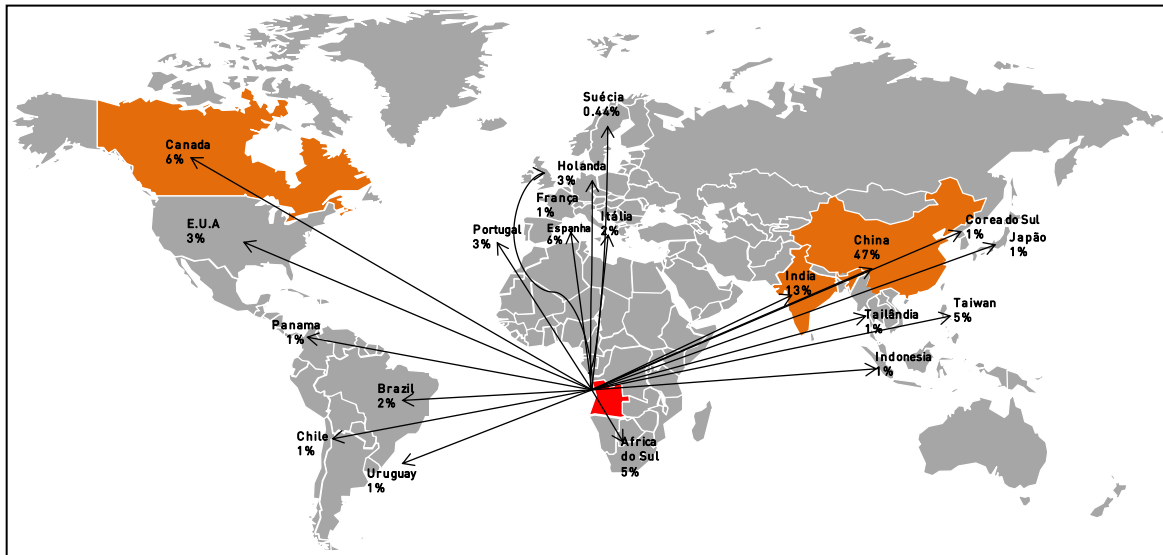 Suécia
0.44%
Canada
6%
Holanda
3%
França
1%
E.U.A
3%
Portugal
3%
Espanha
6%
Itália
2%
China
47%
Corea do Sul
1%
Japão
1%
India
13%
Taiwan
5%
Tailândia
1%
Panama
1%
Indonesia
1%
Brazil
2%
Chile
1%
Uruguay
1%
África
do Sul
5%